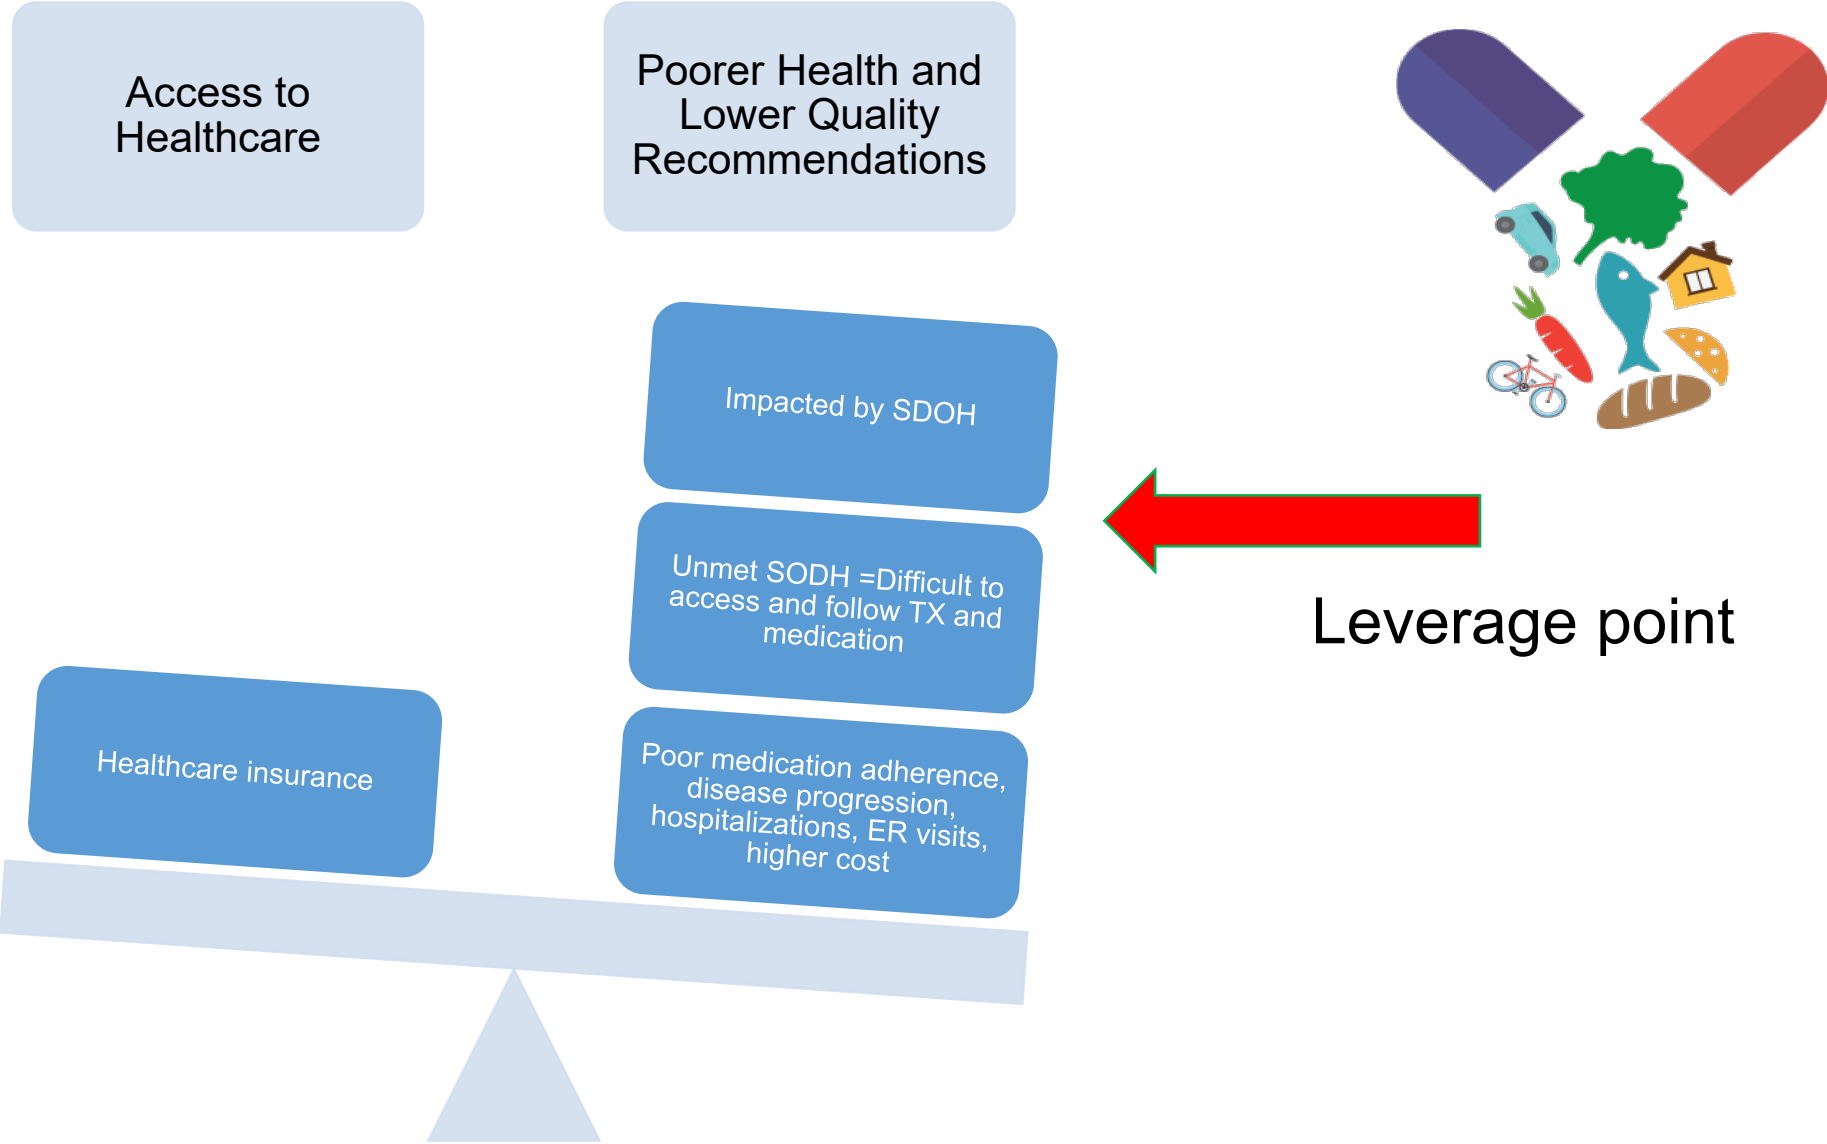 Access to
Healthcare
Poorer Health and
Lower Quality
Recommendations
Impacted by SDOH
Unmet SODH =Difficult to
access and follow TX and
medication
Poor medication adherence,
disease progression,
hospitalizations, ER visits,
higher cost
Healthcare insurance
Leverage point